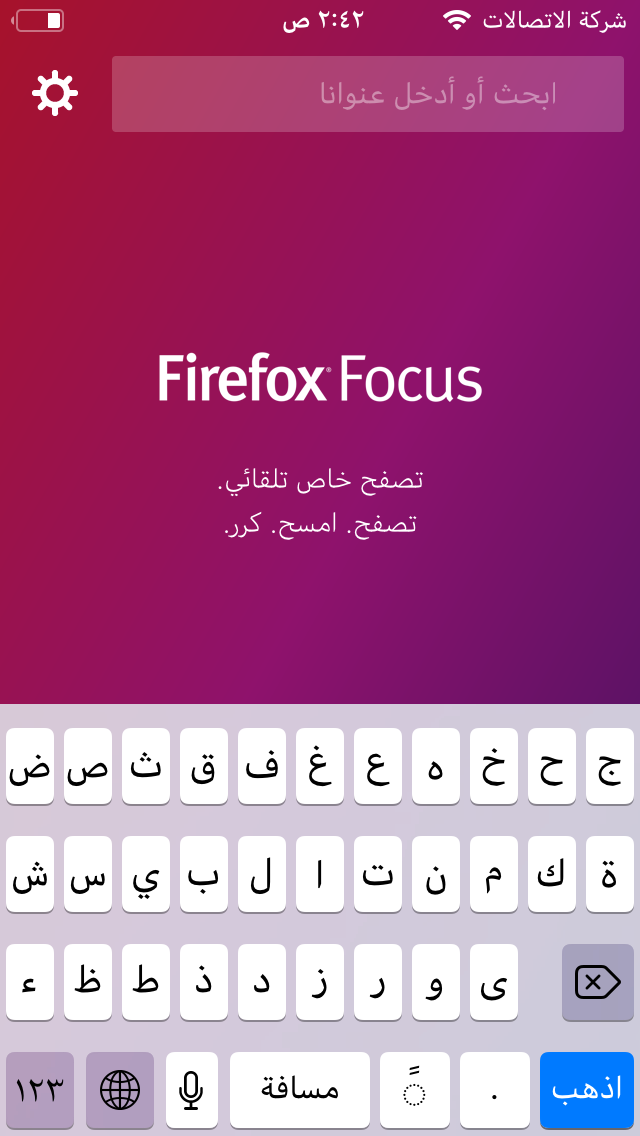 شركة الاتصالات ٢:٤٢ ص
ابحث أو أدخل عنوانا
Firefox® Focus
تصفح خاص تلقائي.
تصفح. امسح. كرر.
ج ح خ ه ع غ ف ق ث ص ض
ة ك م ن ت ا ل ب ي س ش
ى و ر ز د ذ ط ظ ء
اذهب . ً مسافة ١٢٣